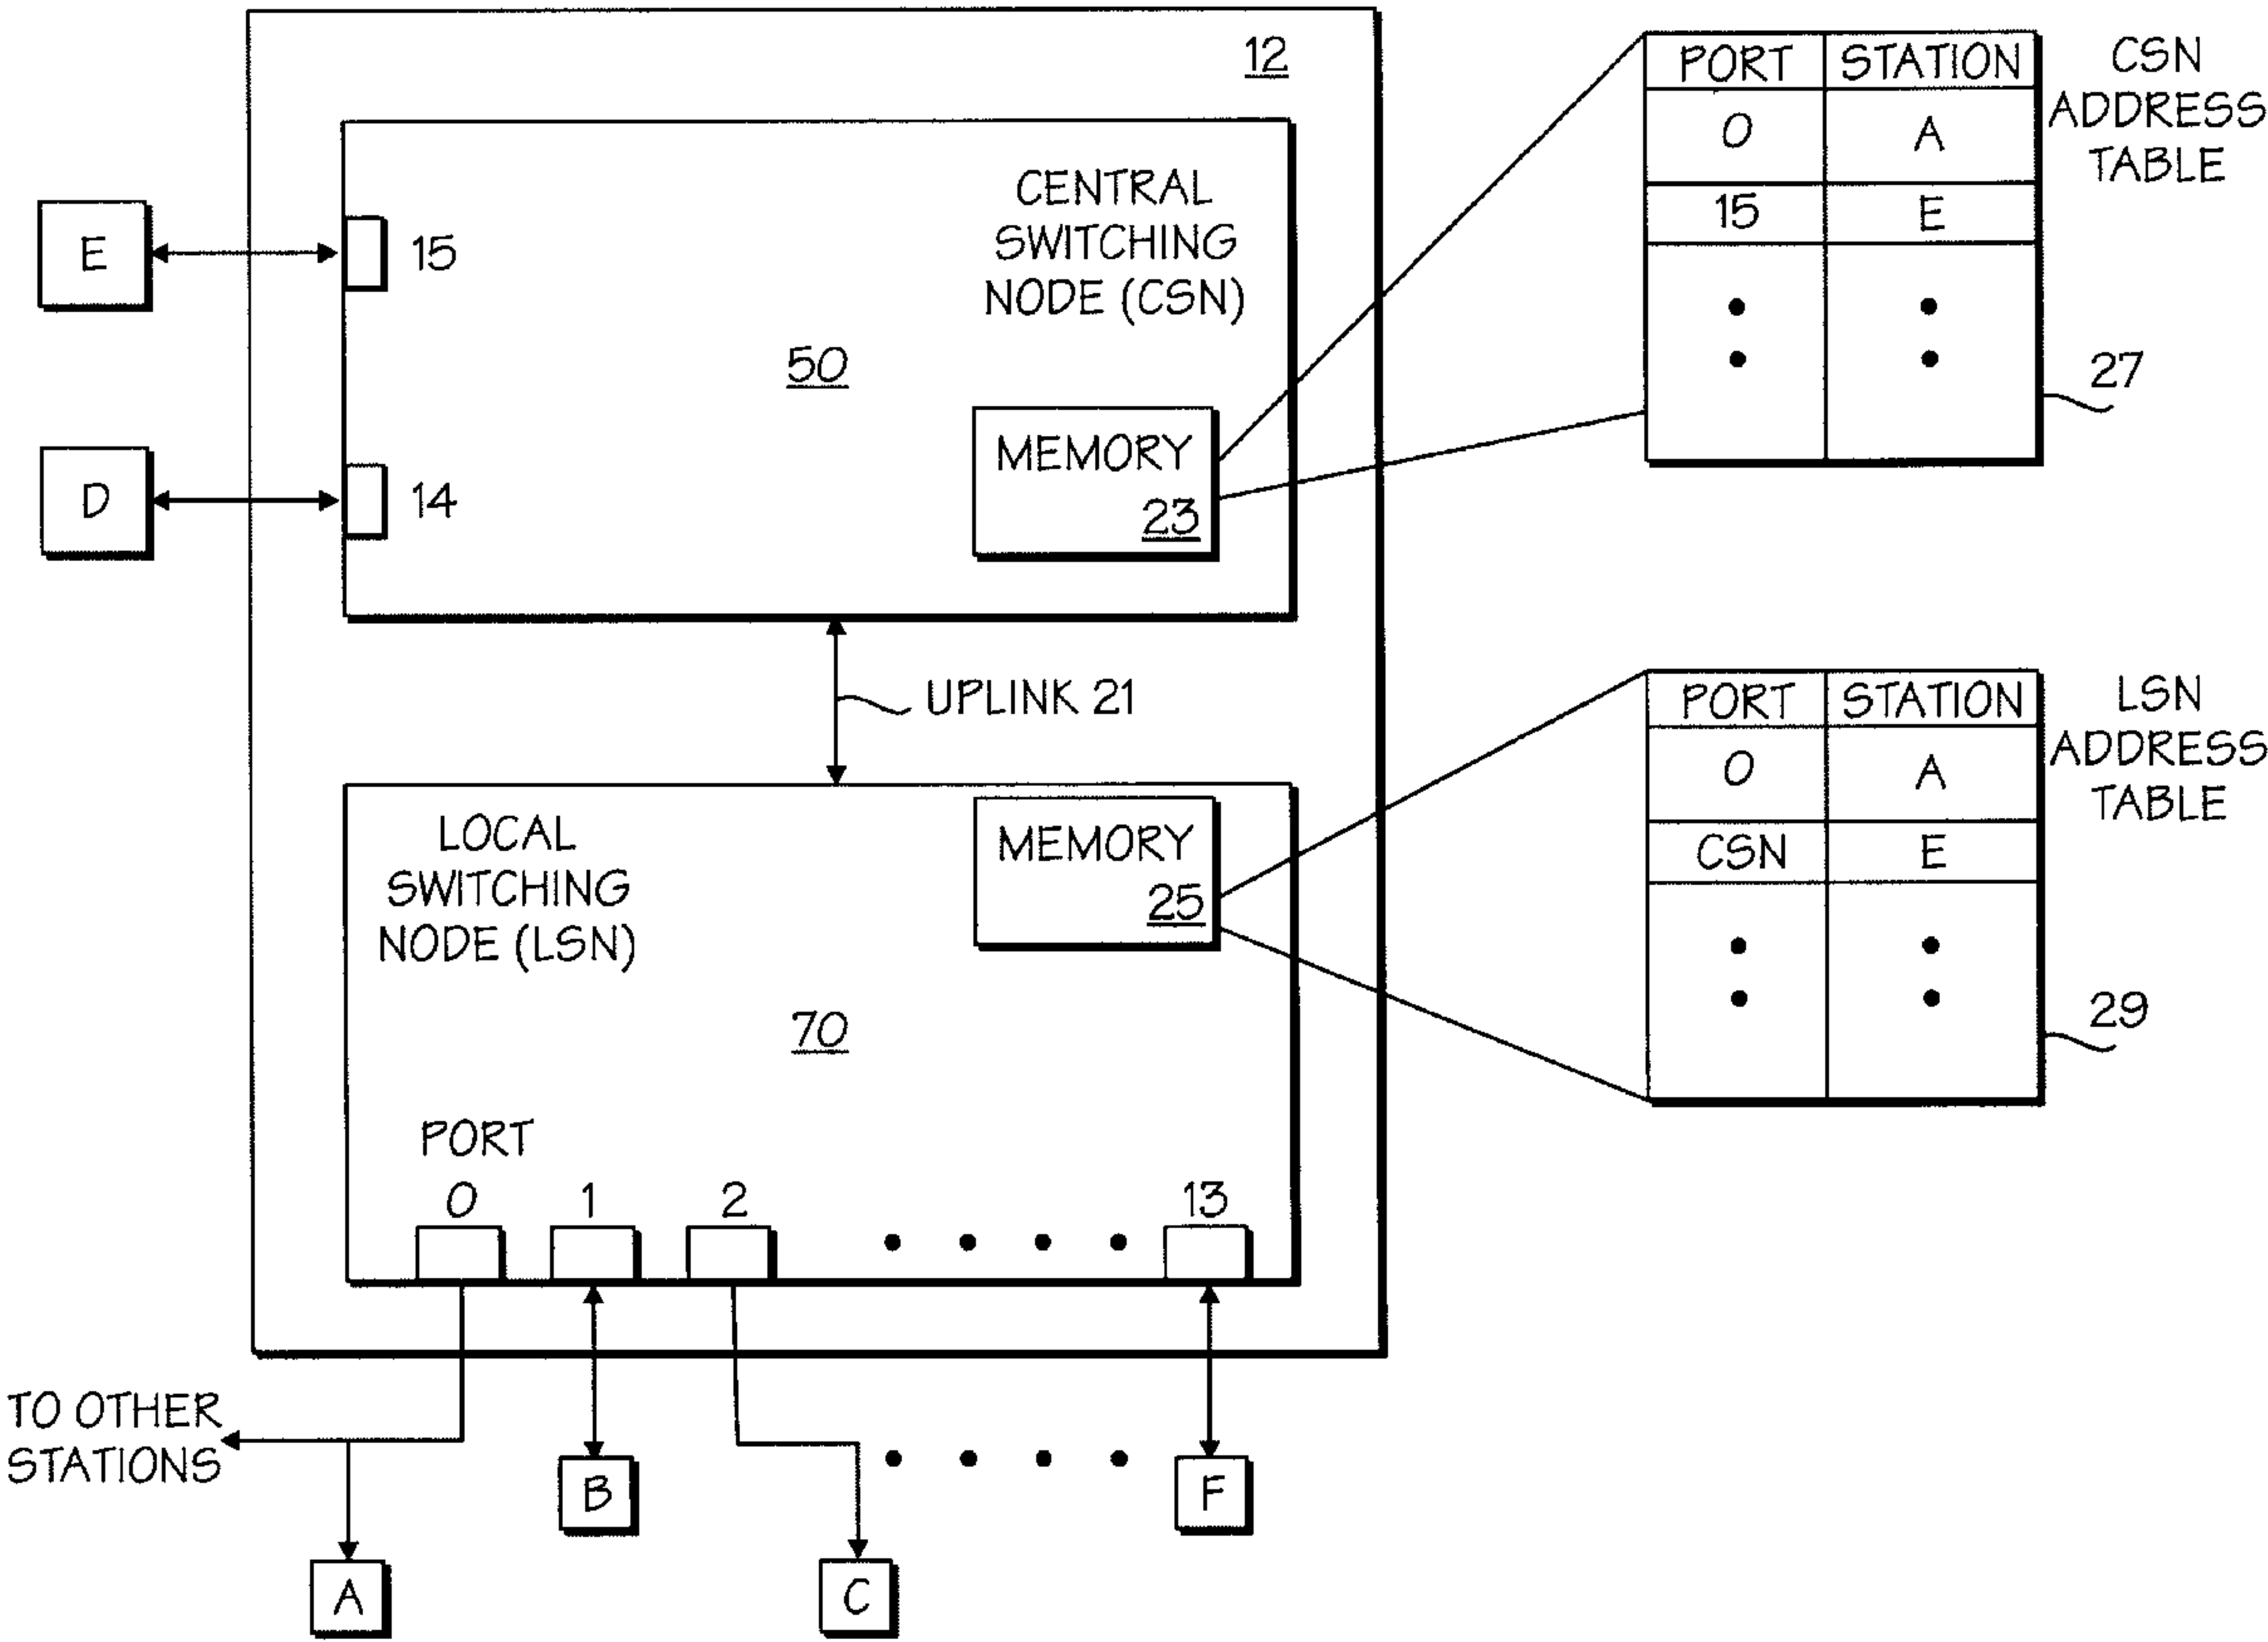 12
CENTRAL
SWITCHING
NODE (CSN)
50
MEMORY
23
E
15
D
14
PORT STATION
0 A
15 E
CSN
ADDRESS
TABLE
27
UPLINK 21
LOCAL
SWITCHING
NODE (LSN)
MEMORY
25
70
PORT
0 1 2 13
PORT STATION
0 A
CSN E
LSN
ADDRESS
TABLE
29
TO OTHER
STATIONS
B
F
A
C